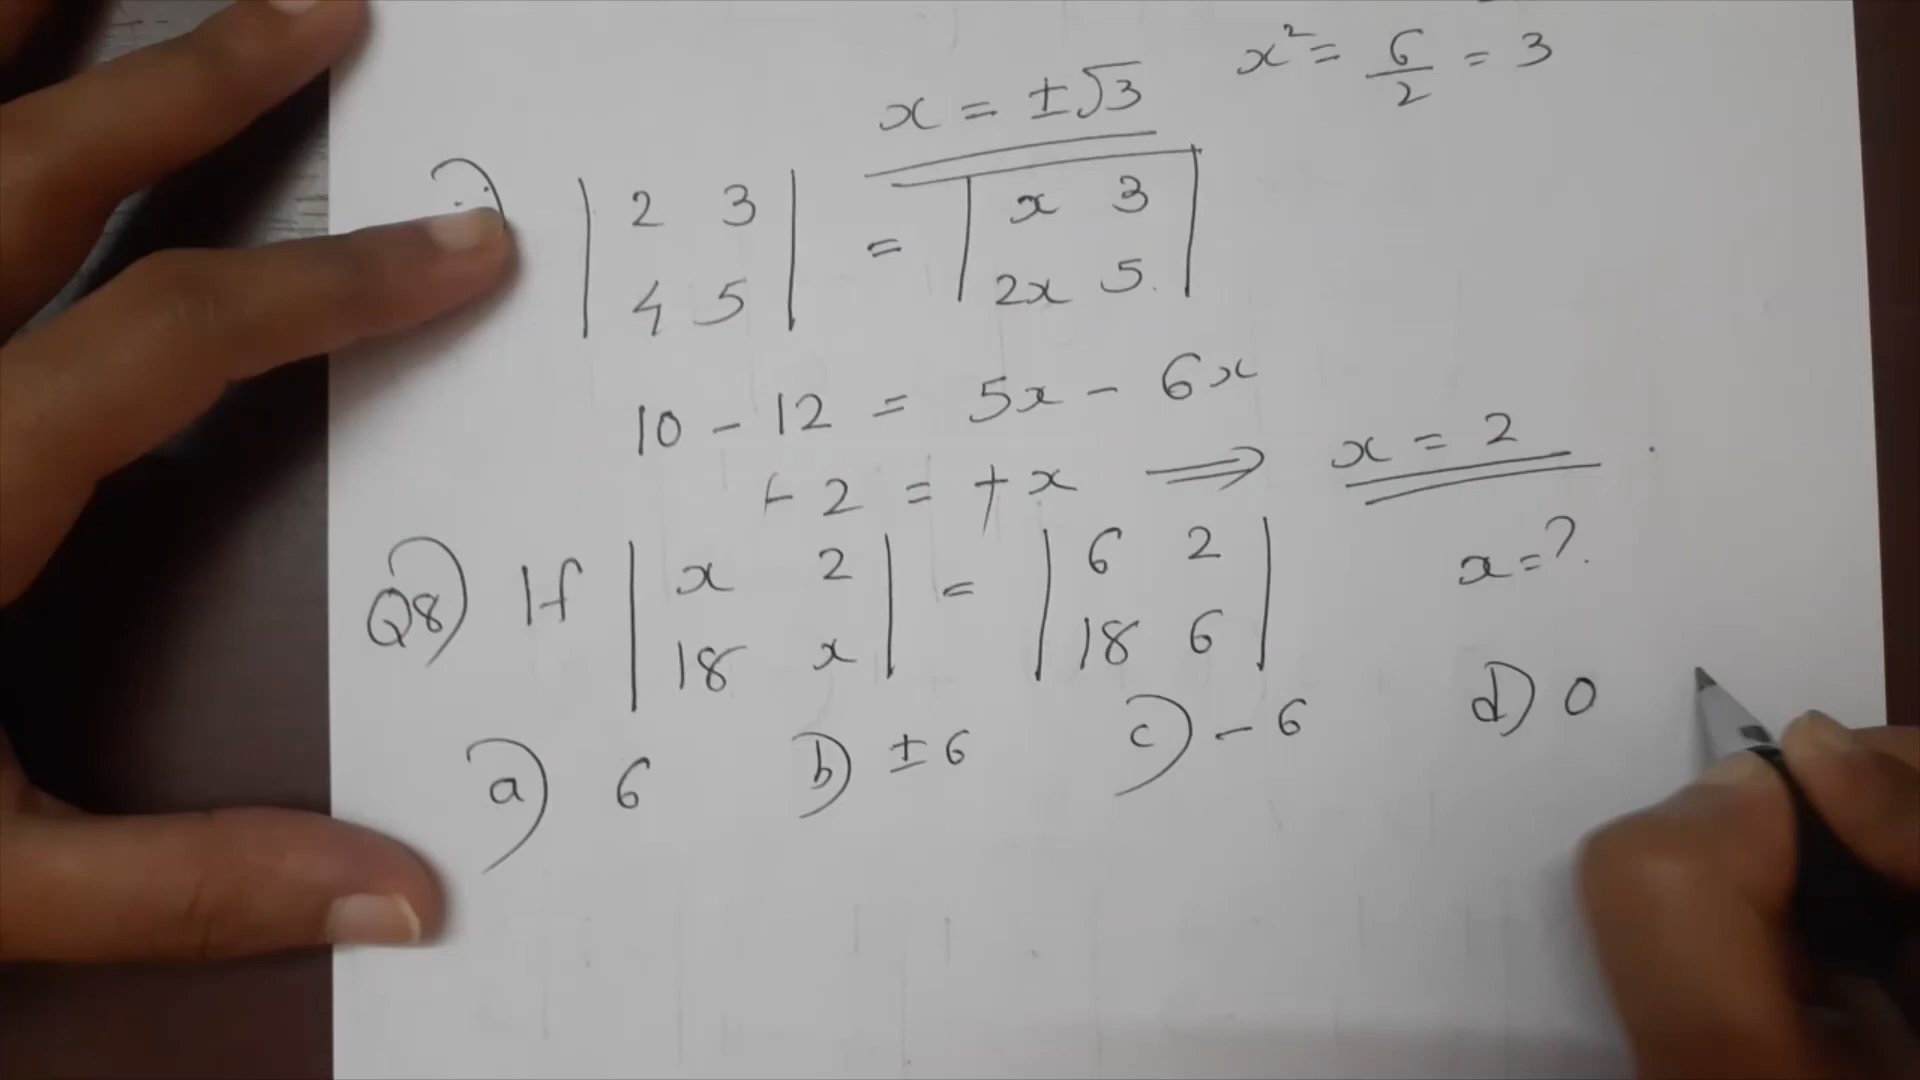 x² = 6/2 = 3
x = ±√3
| 2 3 | = | x 3 |
| 4 5 | | 2x 5 |
10 - 12 = 5x - 6x
+ 2 = + x ⟹ x = 2
Q8) If | x 2 | = | 6 2 | x = ?
| 18 x | | 18 6 |
a) 6 b) ± 6 c) - 6 d) 0